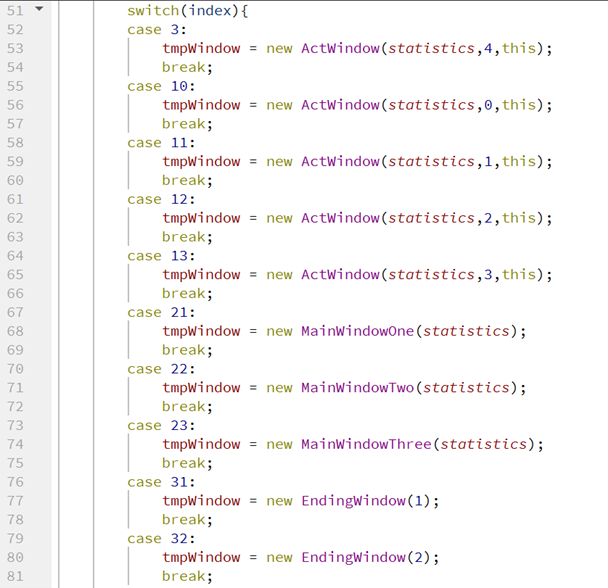 51 switch(index){
52 case 3:
53 tmpWindow = new ActWindow(statistics,4,this);
54 break;
55 case 10:
56 tmpWindow = new ActWindow(statistics,0,this);
57 break;
58 case 11:
59 tmpWindow = new ActWindow(statistics,1,this);
60 break;
61 case 12:
62 tmpWindow = new ActWindow(statistics,2,this);
63 break;
64 case 13:
65 tmpWindow = new ActWindow(statistics,3,this);
66 break;
67 case 21:
68 tmpWindow = new MainWindowOne(statistics);
69 break;
70 case 22:
71 tmpWindow = new MainWindowTwo(statistics);
72 break;
73 case 23:
74 tmpWindow = new MainWindowThree(statistics);
75 break;
76 case 31:
77 tmpWindow = new EndingWindow(1);
78 break;
79 case 32:
80 tmpWindow = new EndingWindow(2);
81 break;